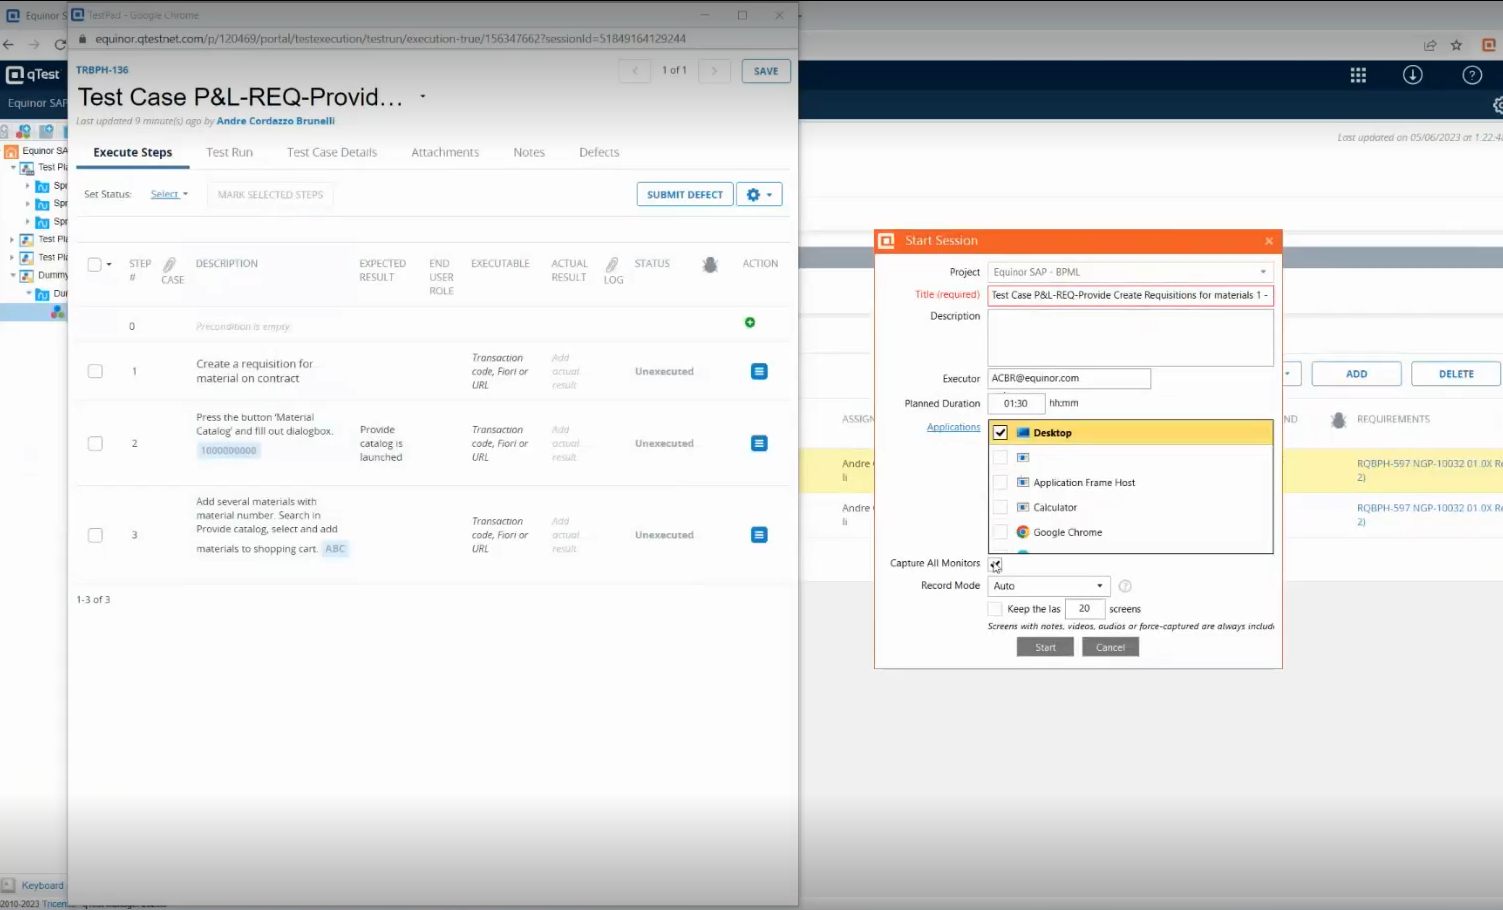 Equinor S
TestPad - Google Chrome
equinor.qtestnet.com/p/120469/portal/testexecution/testrun/execution-true/156347662?sessionId=51849164129244
qTest
TRBPH-136
1 of 1
SAVE
Equinor SAP
Test Case P&L-REQ-Provid...
Last updated 9 minute(s) ago by Andre Cordazzo Brunelli
Last updated on 05/06/2023 at 1.22:48
Execute Steps
Test Run
Test Case Details
Attachments
Notes
Defects
Equinor SA
Test Pla
Spr
Spr
Spr
Test Pla
Test Pla
Dummy
Du
Set Status:
Select
MARK SELECTED STEPS
SUBMIT DEFECT
STEP #
CASE
DESCRIPTION
EXPECTED RESULT
END USER ROLE
EXECUTABLE
ACTUAL RESULT
LOG
STATUS
ACTION
0
Precondition is empty.
1
Create a requisition for
material on contract
Transaction
code, Fiori or
URL
Add
actual
result
Unexecuted
2
Press the button 'Material
Catalog' and fill out dialogbox.
1000000000
Provide
catalog is
launched
Transaction
code, Fiori or
URL
Add
actual
result
Unexecuted
3
Add several materials with
material number. Search in
Provide catalog, select and add
materials to shopping cart. ABC
Transaction
code, Fiori or
URL
Add
actual
result
Unexecuted
1-3 of 3
Start Session
Project
Equinor SAP - BPML
Title (required)
Test Case P&L-REQ-Provide Create Requisitions for materials 1 -
Description
Executor
ACBR@equinor.com
Planned Duration
01:30
hh:mm
Applications
Desktop
Application Frame Host
Calculator
Google Chrome
Capture All Monitors
Record Mode
Auto
Keep the las
20
screens
Screens with notes, videos, audios or force-captured are always includ
Start
Cancel
ADD
DELETE
ASSIG
ND
REQUIREMENTS
Andre
li
RQBPH-597 NGP-10032 01.0X Re
2)
Andre
li
RQBPH-597 NGP-10032 01.0X Re
2)
Keyboard
2010-2023 Tricen